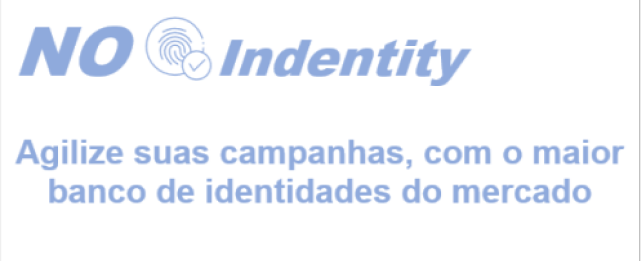 NO Indentity
Agilize suas campanhas, com o maior
banco de identidades do mercado